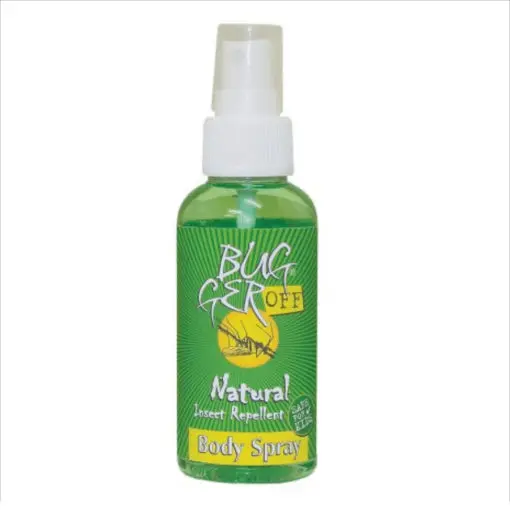 BUG
GER® OFF
Natural
Insect Repellent
SAFE
FOR
KIDS
Body Spray